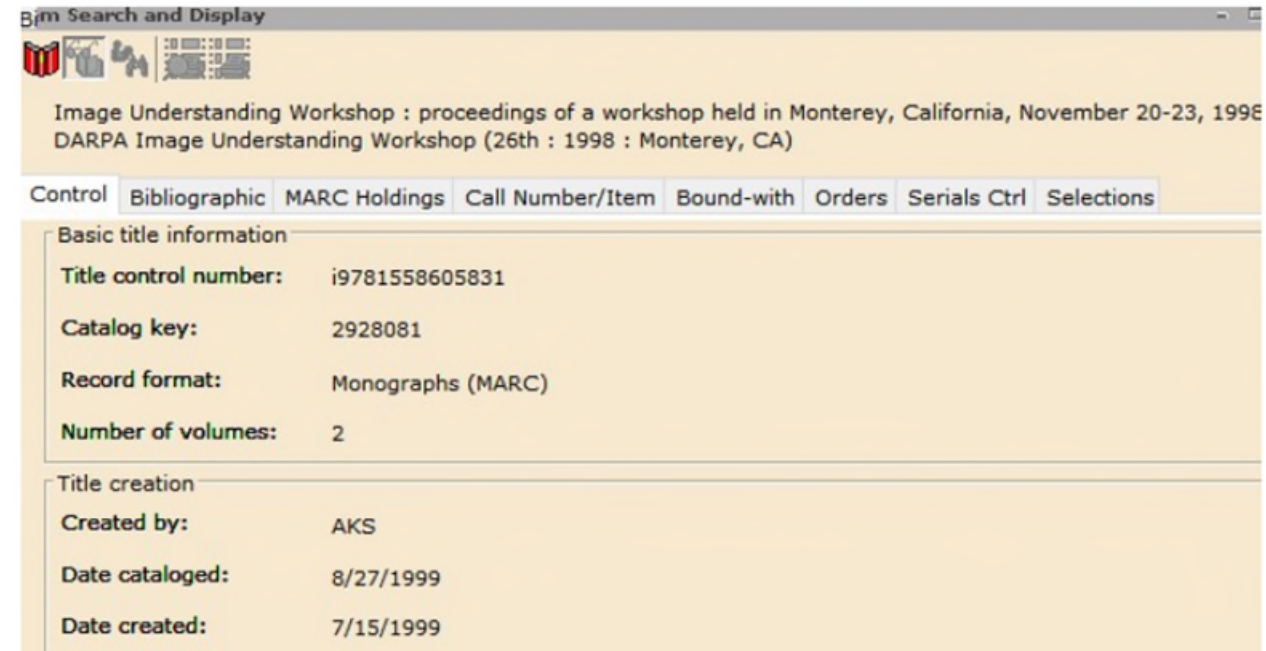 Bim Search and Display
Image Understanding Workshop : proceedings of a workshop held in Monterey, California, November 20-23, 1998
DARPA Image Understanding Workshop (26th : 1998 : Monterey, CA)
Control Bibliographic MARC Holdings Call Number/Item Bound-with Orders Serials Ctrl Selections
Basic title information
Title control number: i9781558605831
Catalog key: 2928081
Record format: Monographs (MARC)
Number of volumes: 2
Title creation
Created by: AKS
Date cataloged: 8/27/1999
Date created: 7/15/1999